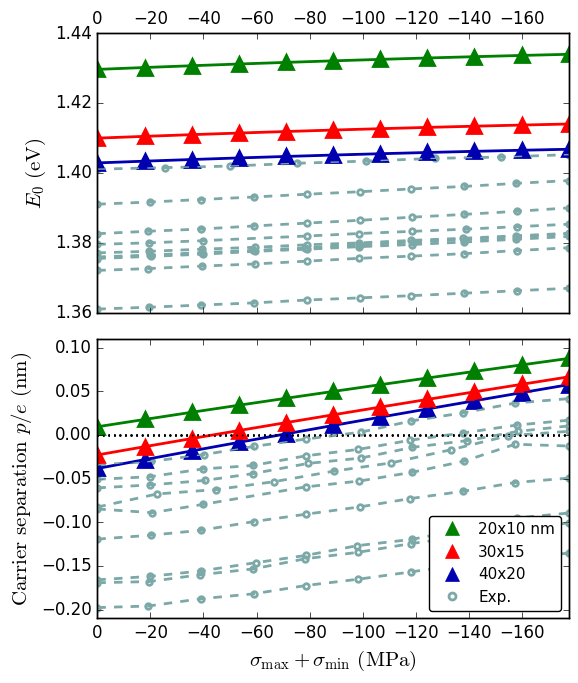 0 −20 −40 −60 −80 −100 −120 −140 −160
1.44
1.42
1.40
1.38
1.36
E₀ (eV)
0.10
0.05
0.00
−0.05
−0.10
−0.15
−0.20
Carrier separation p/e (nm)
20x10 nm
30x15
40x20
Exp.
0 −20 −40 −60 −80 −100 −120 −140 −160
σmax + σmin (MPa)